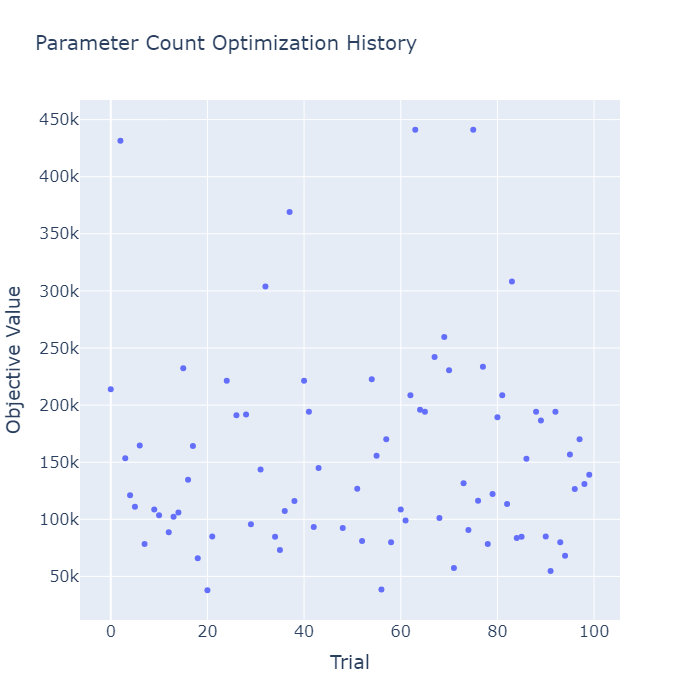 Parameter Count Optimization History
450k
400k
350k
300k
250k
200k
150k
100k
50k
Objective Value
0 20 40 60 80 100
Trial